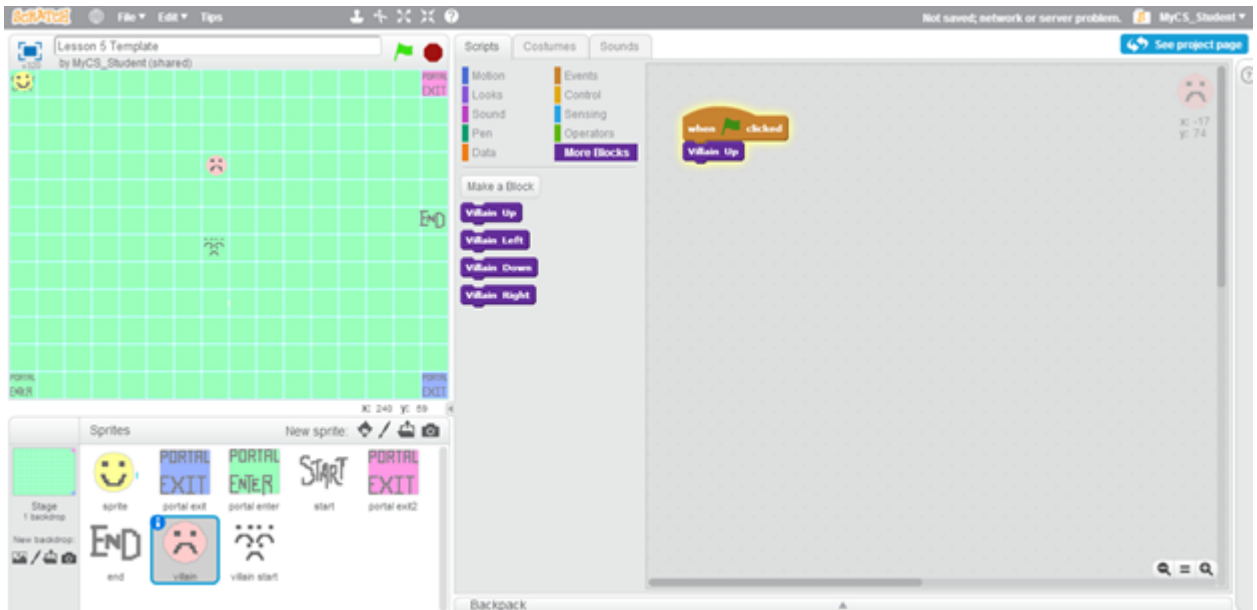 SCRATCH File▼ Edit▼ Tips Not saved; network or server problem. MyCS_Student▼
Lesson 5 Template
by MyCS_Student (shared)
Scripts Costumes Sounds
See project page
PORTAL
EXIT
Motion Events
Looks Control
Sound Sensing
Pen Operators
Data More Blocks
x: -17
y: 74
when clicked
Villain Up
Make a Block
Villain Up
Villain Left
Villain Down
Villain Right
END
PORTAL
PORTAL
EXIT
X: 240 y: 59
Sprites New sprite:
PORTAL
EXIT
PORTAL
ENTER
START
PORTAL
EXIT
Stage
1 backdrop
sprite portal exit portal enter start portal exit2
New backdrop:
END
end villain villain start
Backpack